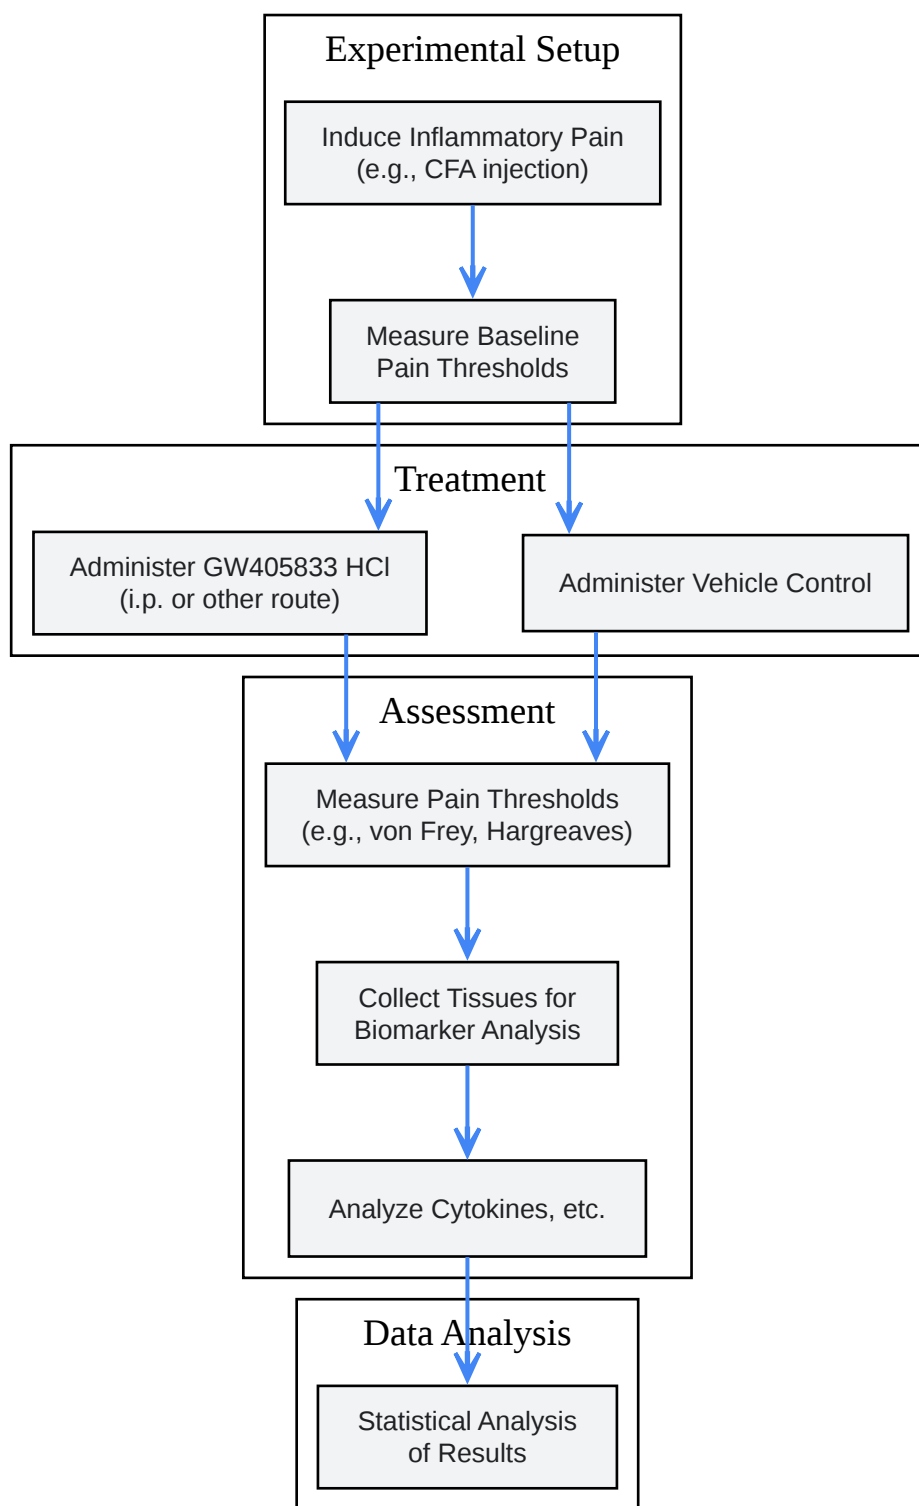 Experimental Setup
Induce Inflammatory Pain
(e.g., CFA injection)
Measure Baseline
Pain Thresholds
Treatment
Administer GW405833 HCl
(i.p. or other route)
Administer Vehicle Control
Assessment
Measure Pain Thresholds
(e.g., von Frey, Hargreaves)
Collect Tissues for
Biomarker Analysis
Analyze Cytokines, etc.
Data Analysis
Statistical Analysis
of Results